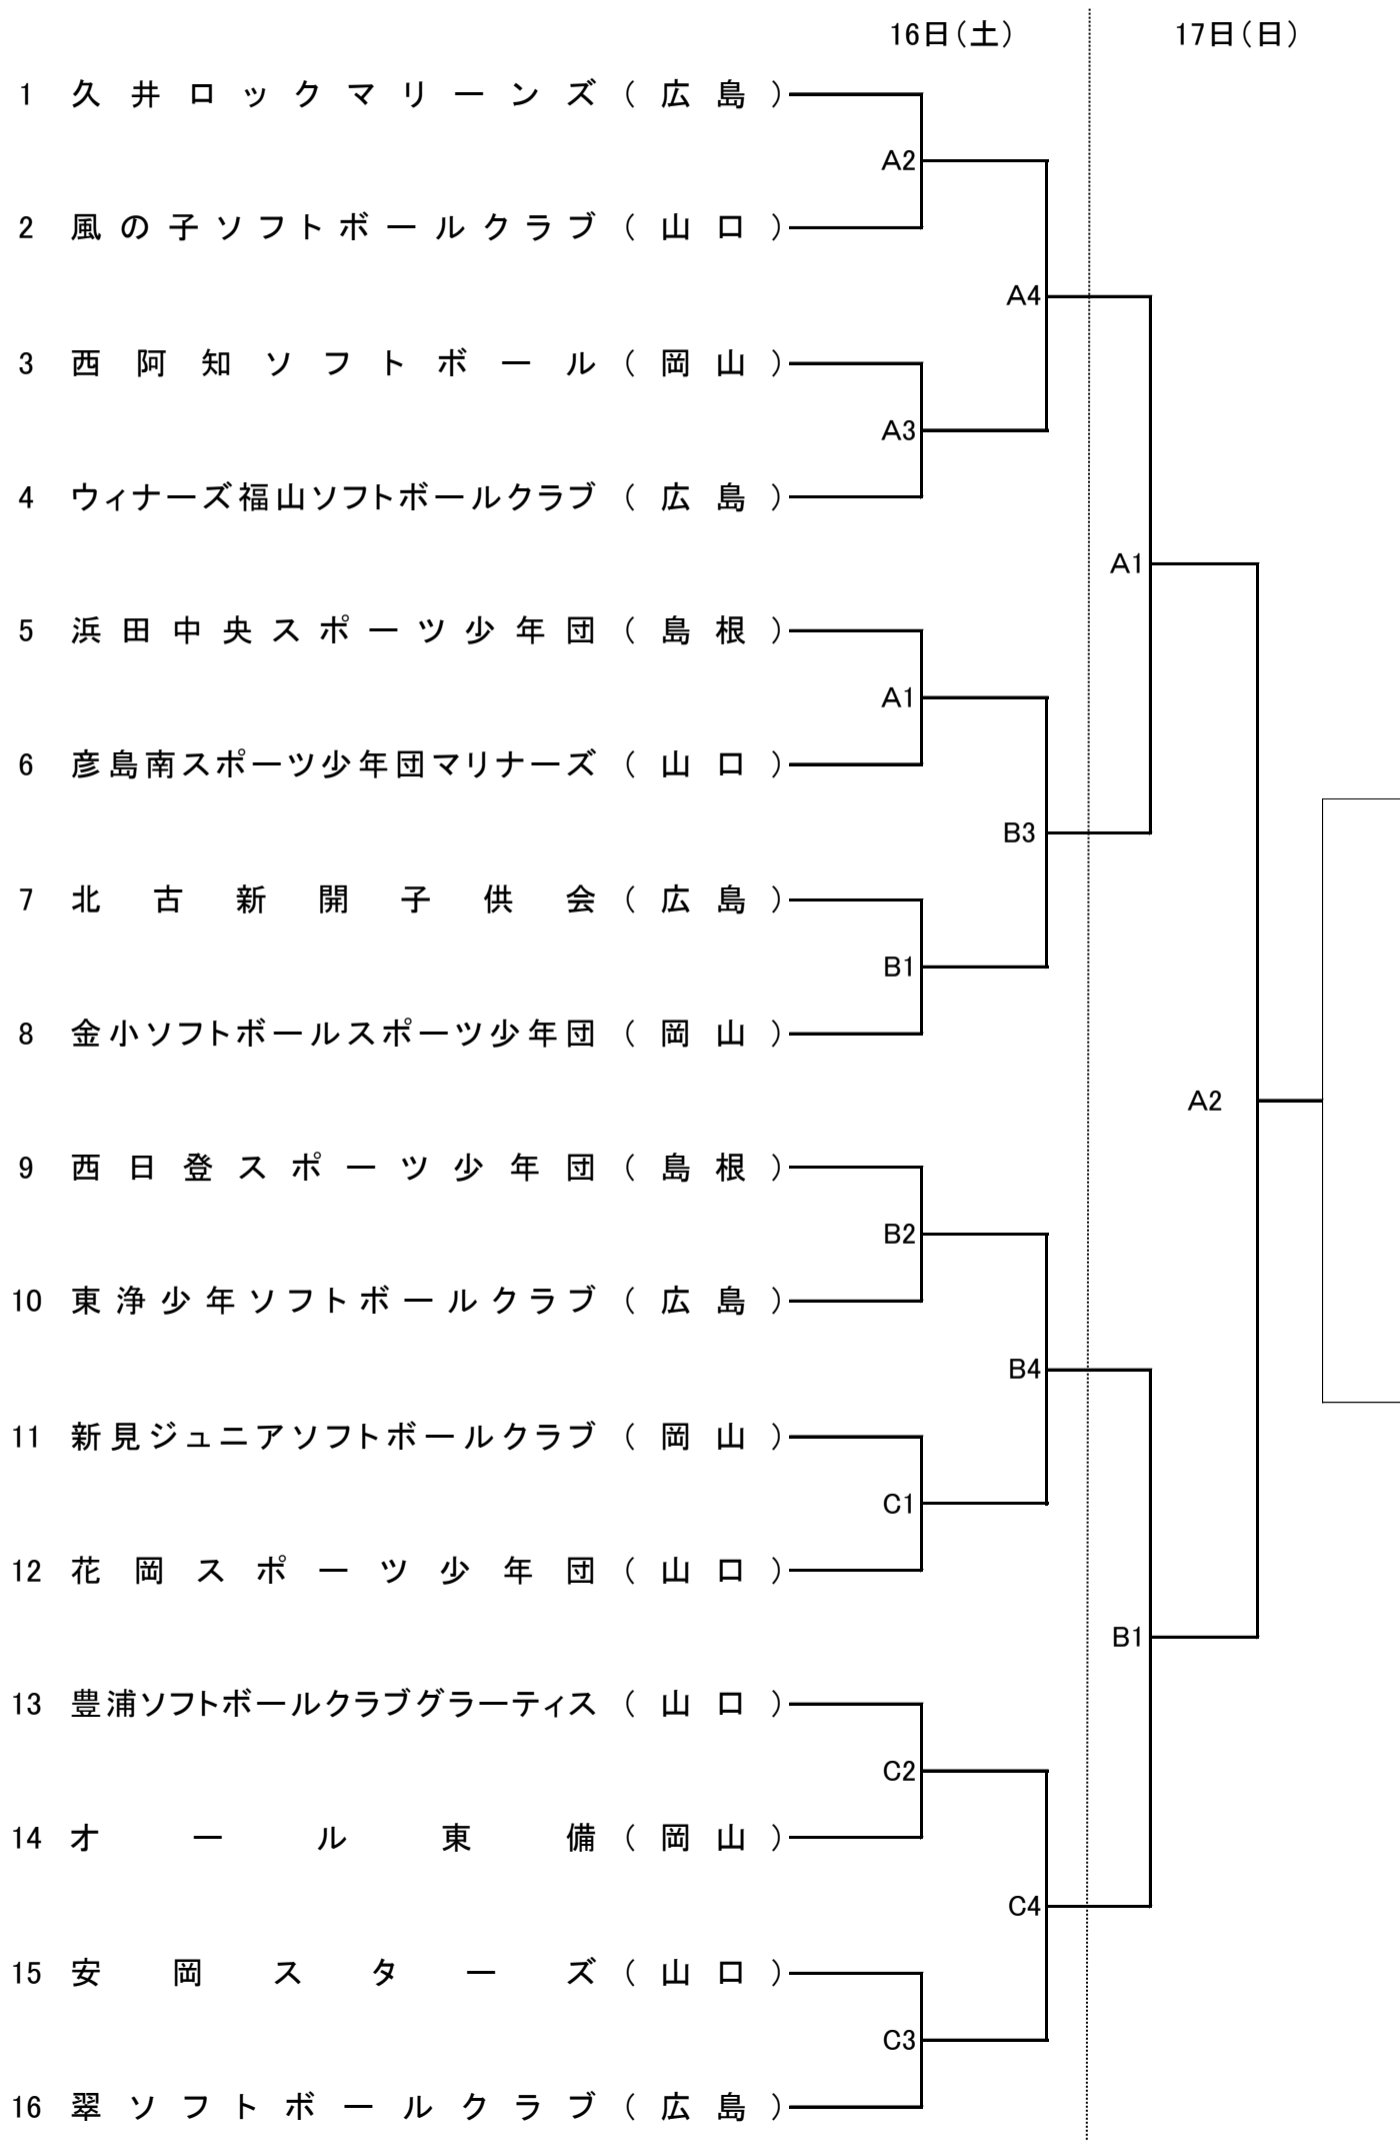 16日（土） 17日（日）
1 久井ロックマリーンズ（広島）
A2
2 風の子ソフトボールクラブ（山口）
A4
3 西阿知ソフトボール（岡山）
A3
4 ウィナーズ福山ソフトボールクラブ（広島）
A1
5 浜田中央スポーツ少年団（島根）
A1
6 彦島南スポーツ少年団マリナーズ（山口）
B3
7 北古新開子供会（広島）
B1
8 金小ソフトボールスポーツ少年団（岡山）
A2
9 西日登スポーツ少年団（島根）
B2
10 東浄少年ソフトボールクラブ（広島）
B4
11 新見ジュニアソフトボールクラブ（岡山）
C1
12 花岡スポーツ少年団（山口）
B1
13 豊浦ソフトボールクラブグラーティス（山口）
C2
14 オール東備（岡山）
C4
15 安岡スターズ（山口）
C3
16 翠ソフトボールクラブ（広島）